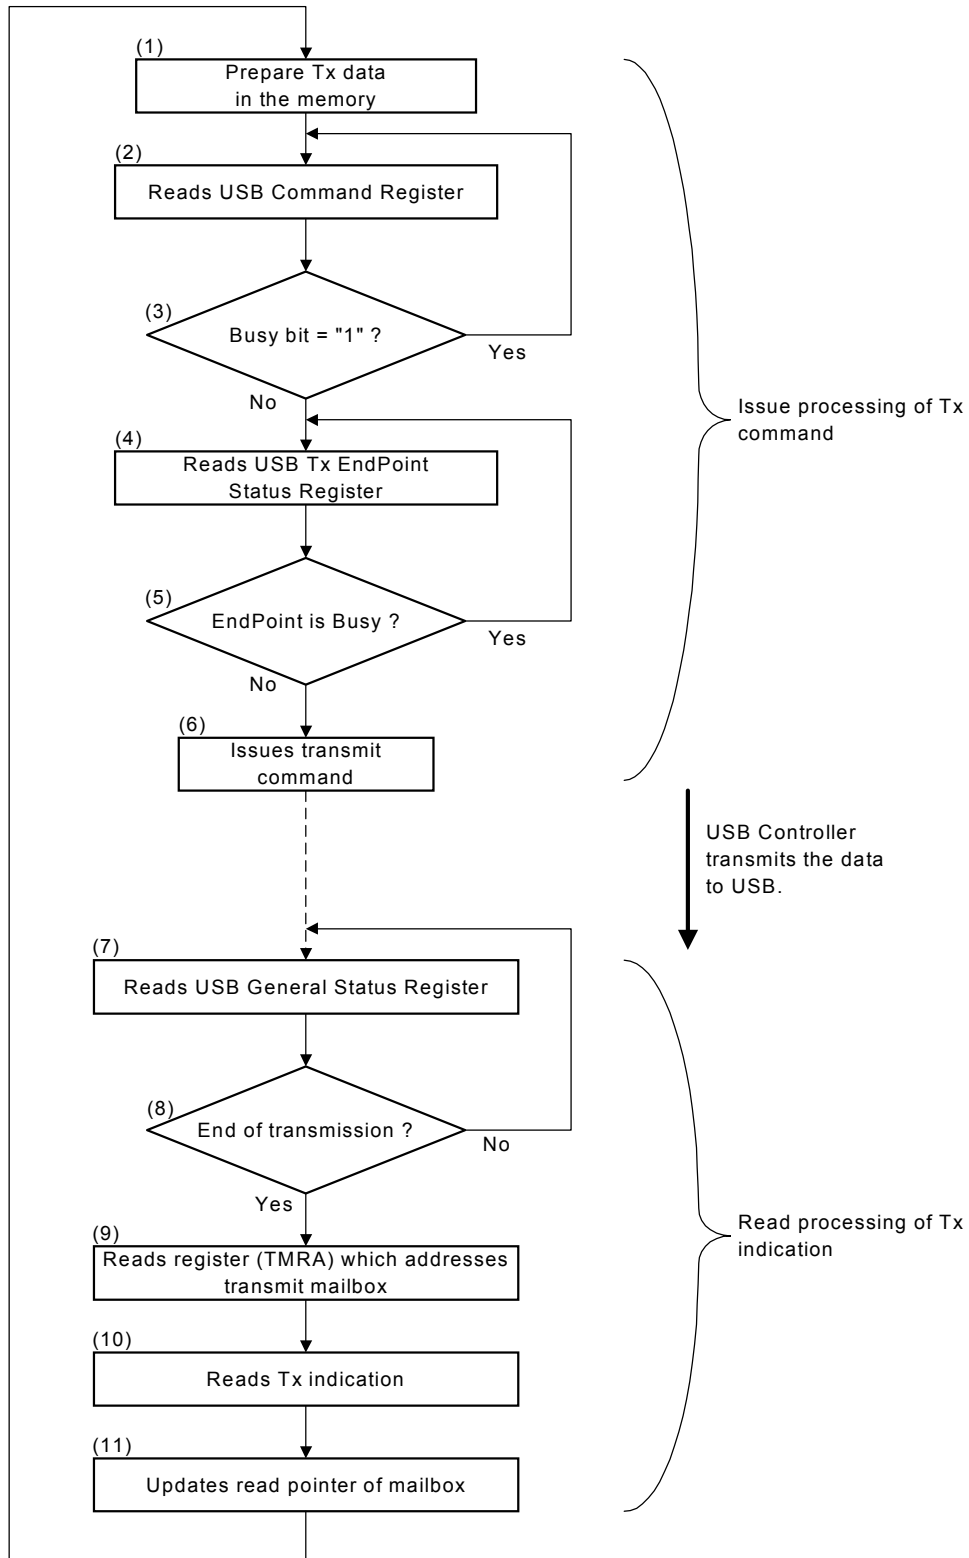 (1)
Prepare Tx data
in the memory
(2)
Reads USB Command Register
(3)
Busy bit = "1" ?
Yes
No
Issue processing of Tx
command
(4)
Reads USB Tx EndPoint
Status Register
(5)
EndPoint is Busy ?
Yes
No
(6)
Issues transmit
command
USB Controller
transmits the data
to USB.
(7)
Reads USB General Status Register
(8)
End of transmission ?
No
Yes
Read processing of Tx
indication
(9)
Reads register (TMRA) which addresses
transmit mailbox
(10)
Reads Tx indication
(11)
Updates read pointer of mailbox